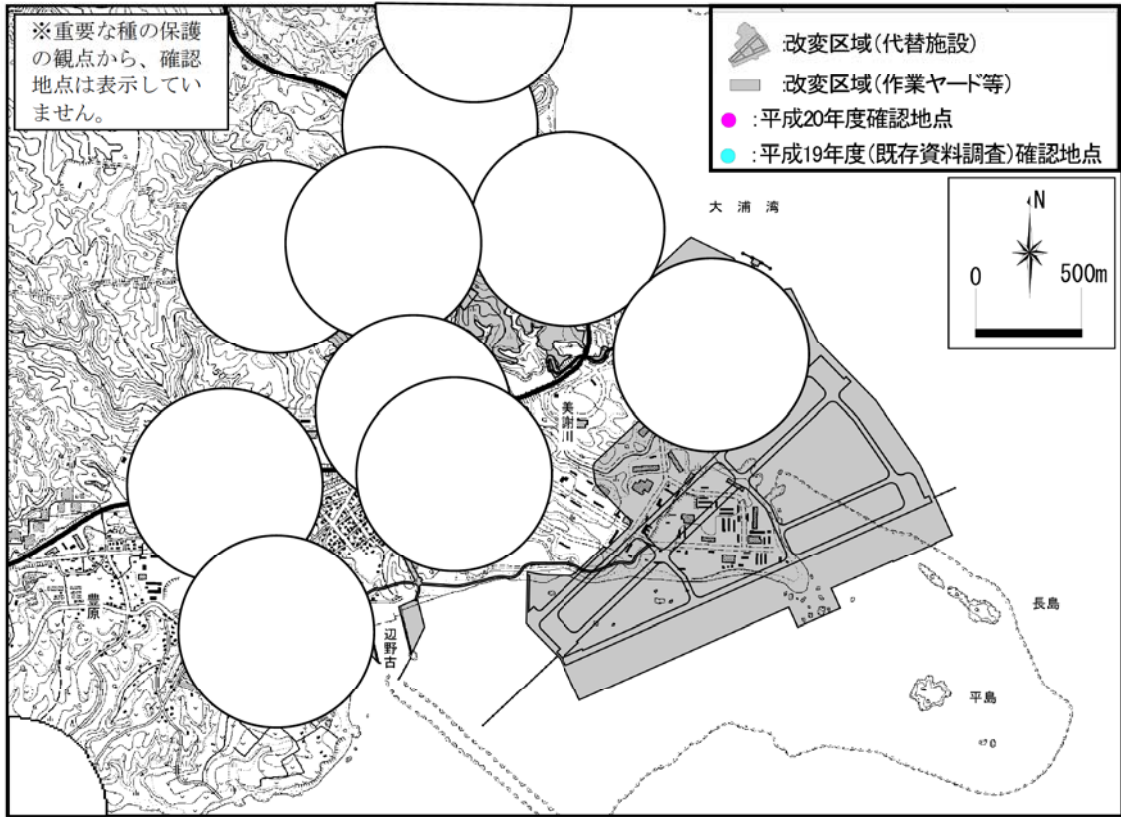 ※重要な種の保護
の観点から、確認
地点は表示してい
ません。
:改変区域(代替施設)
:改変区域(作業ヤード等)
:平成20年度確認地点
:平成19年度(既存資料調査)確認地点
大浦湾
N
0 500m
美謝川
豊原
辺野古
長島
平島